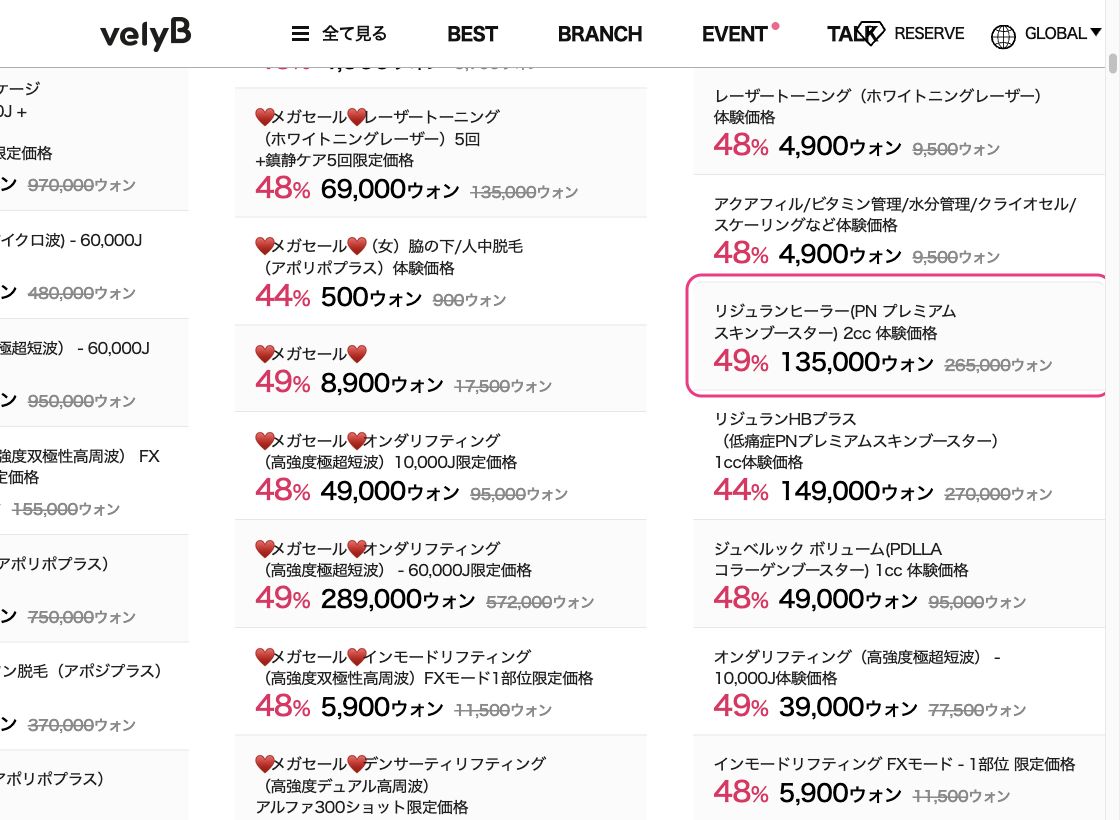 velyB
全て見る
BEST
BRANCH
EVENT
TALK
RESERVE
GLOBAL▼
ケージ
0J +
限定価格
ン 970,000ウォン
イクロ波) - 60,000J
ン 480,000ウォン
極超短波） - 60,000J
ン 950,000ウォン
強度双極性高周波） FX
定価格
155,000ウォン
アポリポプラス）
ン 750,000ウォン
ン脱毛（アポジプラス）
ン 370,000ウォン
アポリポプラス）
❤️メガセール❤️レーザートーニング
（ホワイトニングレーザー）5回
+鎮静ケア5回限定価格
48% 69,000ウォン 135,000ウォン
❤️メガセール❤️（女）脇の下/人中脱毛
（アポリポプラス）体験価格
44% 500ウォン 900ウォン
❤️メガセール❤️
49% 8,900ウォン 17,500ウォン
❤️メガセール❤️オンダリフティング
（高強度極超短波）10,000J限定価格
48% 49,000ウォン 95,000ウォン
❤️メガセール❤️オンダリフティング
（高強度極超短波） - 60,000J限定価格
49% 289,000ウォン 572,000ウォン
❤️メガセール❤️インモードリフティング
（高強度双極性高周波）FXモード1部位限定価格
48% 5,900ウォン 11,500ウォン
❤️メガセール❤️デンサーティリフティング
（高強度デュアル高周波）
アルファ300ショット限定価格
レーザートーニング（ホワイトニングレーザー）
体験価格
48% 4,900ウォン 9,500ウォン
アクアフィル/ビタミン管理/水分管理/クライオセル/
スケーリングなど体験価格
48% 4,900ウォン 9,500ウォン
リジュランヒーラー(PN プレミアム
スキンブースター) 2cc 体験価格
49% 135,000ウォン 265,000ウォン
リジュランHBプラス
（低痛症PNプレミアムスキンブースター）
1cc体験価格
44% 149,000ウォン 270,000ウォン
ジュベルック ボリューム(PDLLA
コラーゲンブースター) 1cc 体験価格
48% 49,000ウォン 95,000ウォン
オンダリフティング（高強度極超短波） -
10,000J体験価格
49% 39,000ウォン 77,500ウォン
インモードリフティング FXモード - 1部位 限定価格
48% 5,900ウォン 11,500ウォン